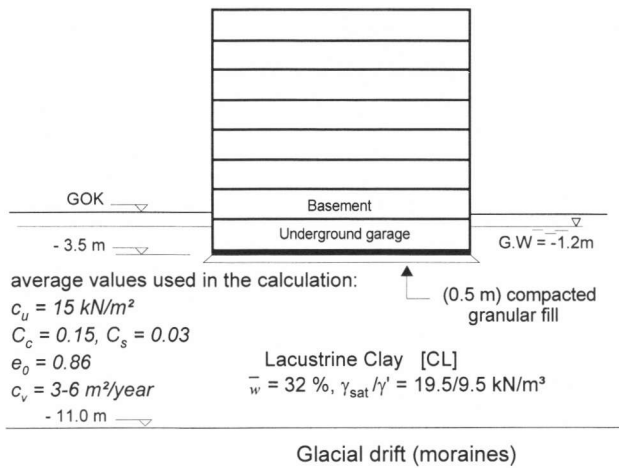 GOK
Basement
Underground garage
- 3.5 m
G.W = -1.2m
average values used in the calculation:
(0.5 m) compacted
granular fill
c_u = 15 kN/m²
C_c = 0.15, C_s = 0.03
e_0 = 0.86
c_v = 3-6 m²/year
Lacustrine Clay [CL]
w̅ = 32 %, γ_sat/γ' = 19.5/9.5 kN/m³
- 11.0 m
Glacial drift (moraines)